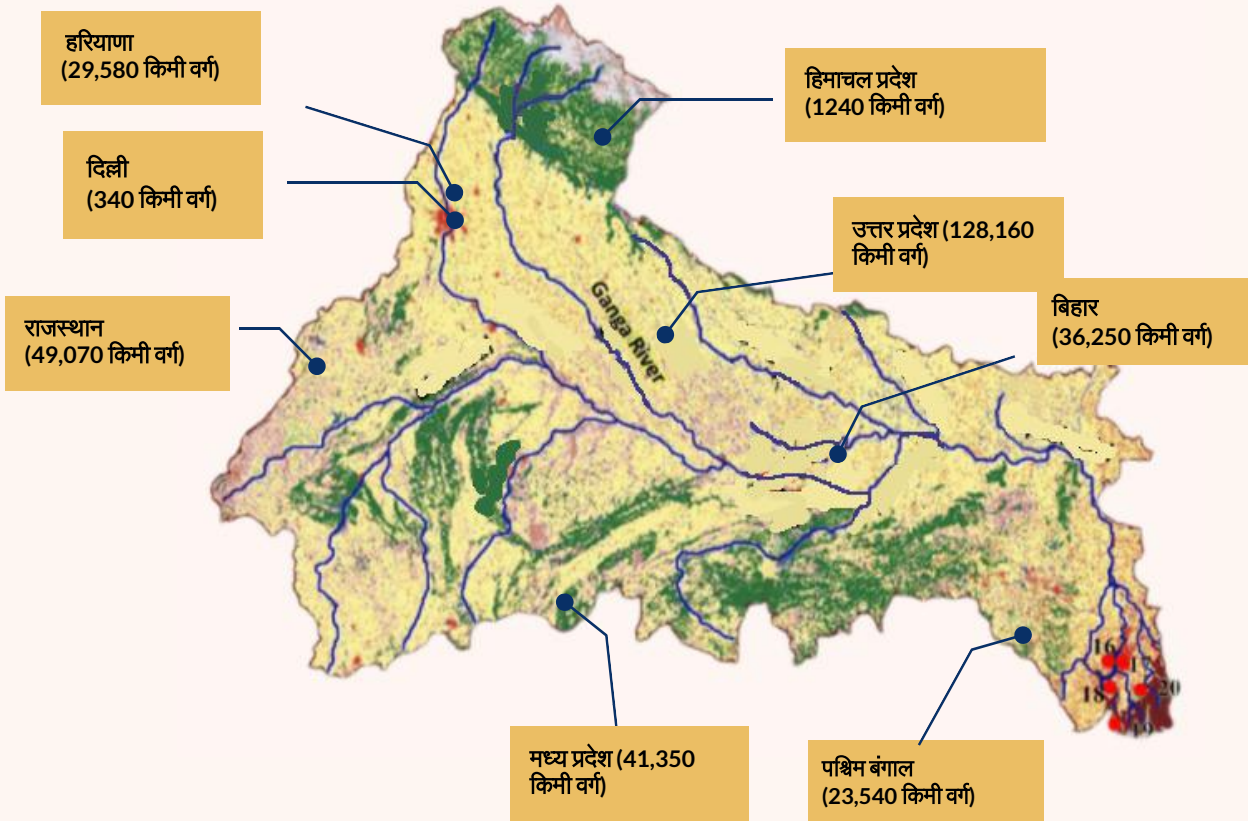 हरियाणा
(29,580 किमी वर्ग)
हिमाचल प्रदेश
(1240 किमी वर्ग)
दिल्ली
(340 किमी वर्ग)
उत्तर प्रदेश (128,160
किमी वर्ग)
बिहार
(36,250 किमी वर्ग)
राजस्थान
(49,070 किमी वर्ग)
Ganga River
16
18
20
19
मध्य प्रदेश (41,350
किमी वर्ग)
पश्चिम बंगाल
(23,540 किमी वर्ग)